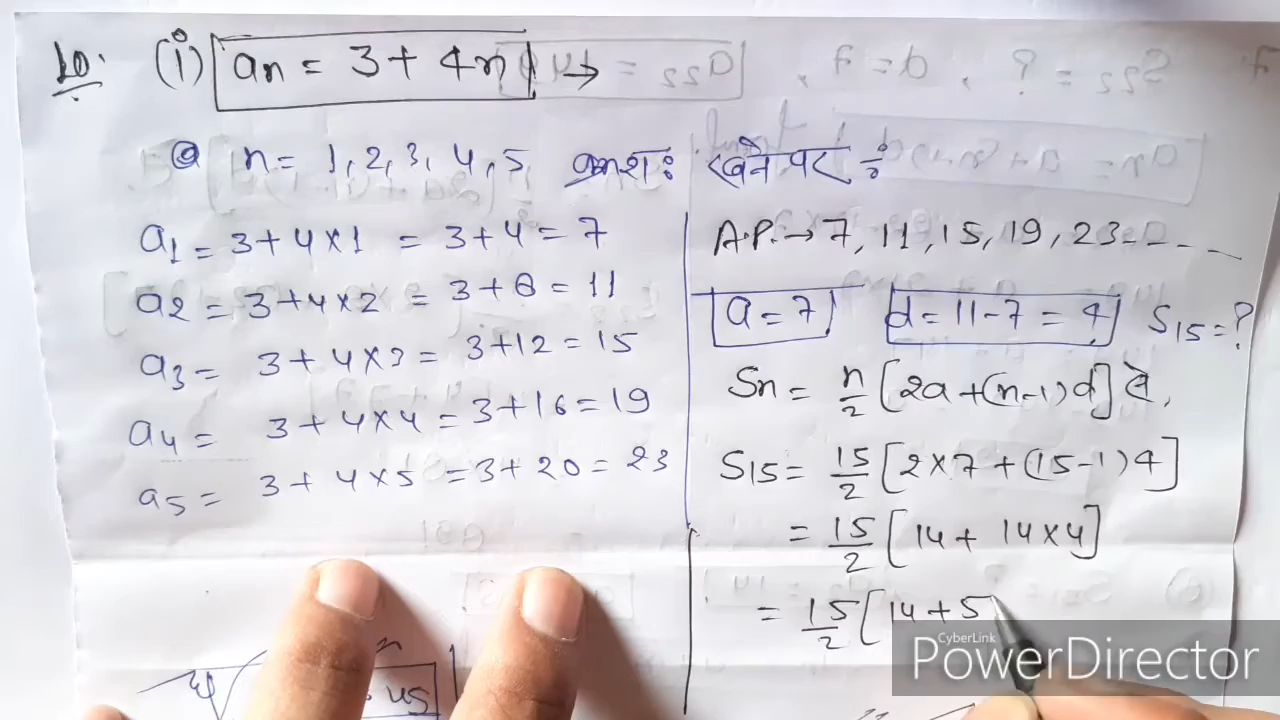 10. (i) an = 3 + 4n →
n = 1, 2, 3, 4, 5 क्रमशः रखने पर :
a1 = 3 + 4 × 1 = 3 + 4 = 7
a2 = 3 + 4 × 2 = 3 + 8 = 11
a3 = 3 + 4 × 3 = 3 + 12 = 15
a4 = 3 + 4 × 4 = 3 + 16 = 19
a5 = 3 + 4 × 5 = 3 + 20 = 23
A.P. → 7, 11, 15, 19, 23 - - - -
a = 7 d = 11 - 7 = 4 S15 = ?
Sn = n/2 [2a + (n-1) d] से,
S15 = 15/2 [2 × 7 + (15-1) 4]
= 15/2 [14 + 14 × 4]
= 15/2 [14 + 5
CyberLink
PowerDirector